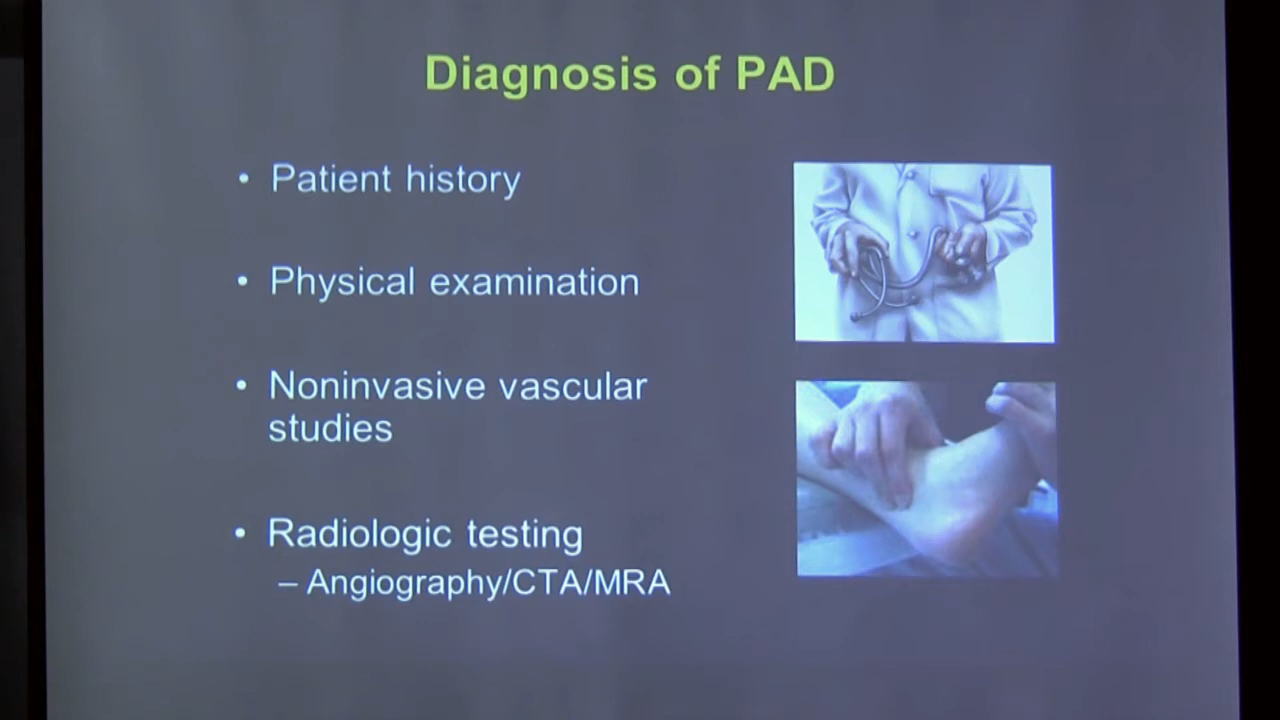 Diagnosis of PAD
• Patient history
• Physical examination
• Noninvasive vascular
studies
• Radiologic testing
– Angiography/CTA/MRA